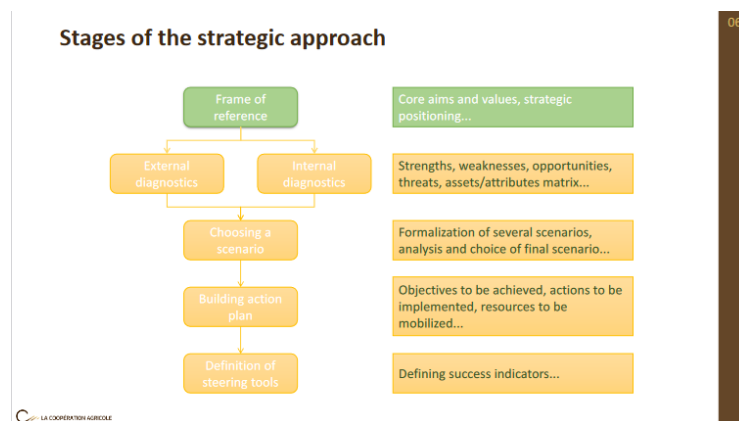 06
Stages of the strategic approach
Frame of
reference
Core aims and values, strategic
positioning...
External
diagnostics
Internal
diagnostics
Strengths, weaknesses, opportunities,
threats, assets/attributes matrix...
Choosing a
scenario
Formalization of several scenarios,
analysis and choice of final scenario...
Building action
plan
Objectives to be achieved, actions to be
implemented, resources to be
mobilized...
Definition of
steering tools
Defining success indicators...
LA COOPÉRATION AGRICOLE